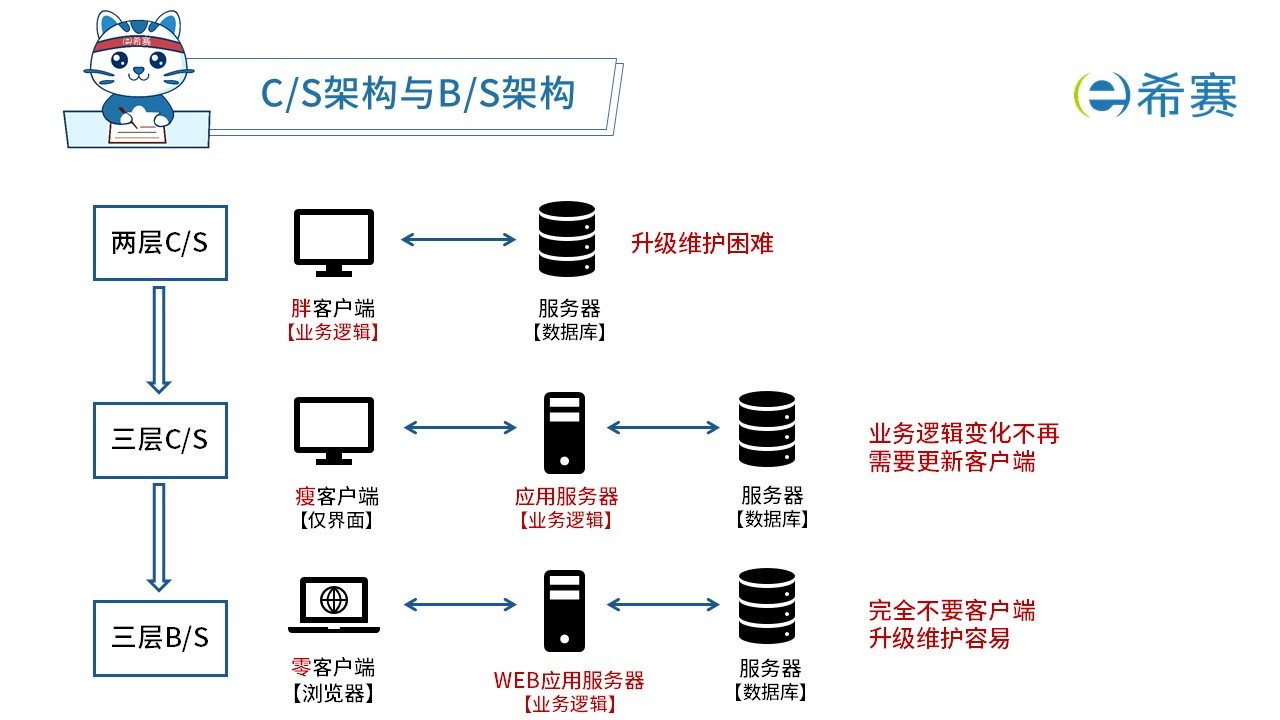 希赛
C/S架构与B/S架构
希赛
两层C/S
升级维护困难
胖客户端
【业务逻辑】
服务器
【数据库】
三层C/S
业务逻辑变化不再
需要更新客户端
瘦客户端
【仅界面】
应用服务器
【业务逻辑】
服务器
【数据库】
三层B/S
完全不要客户端
升级维护容易
零客户端
【浏览器】
WEB应用服务器
【业务逻辑】
服务器
【数据库】